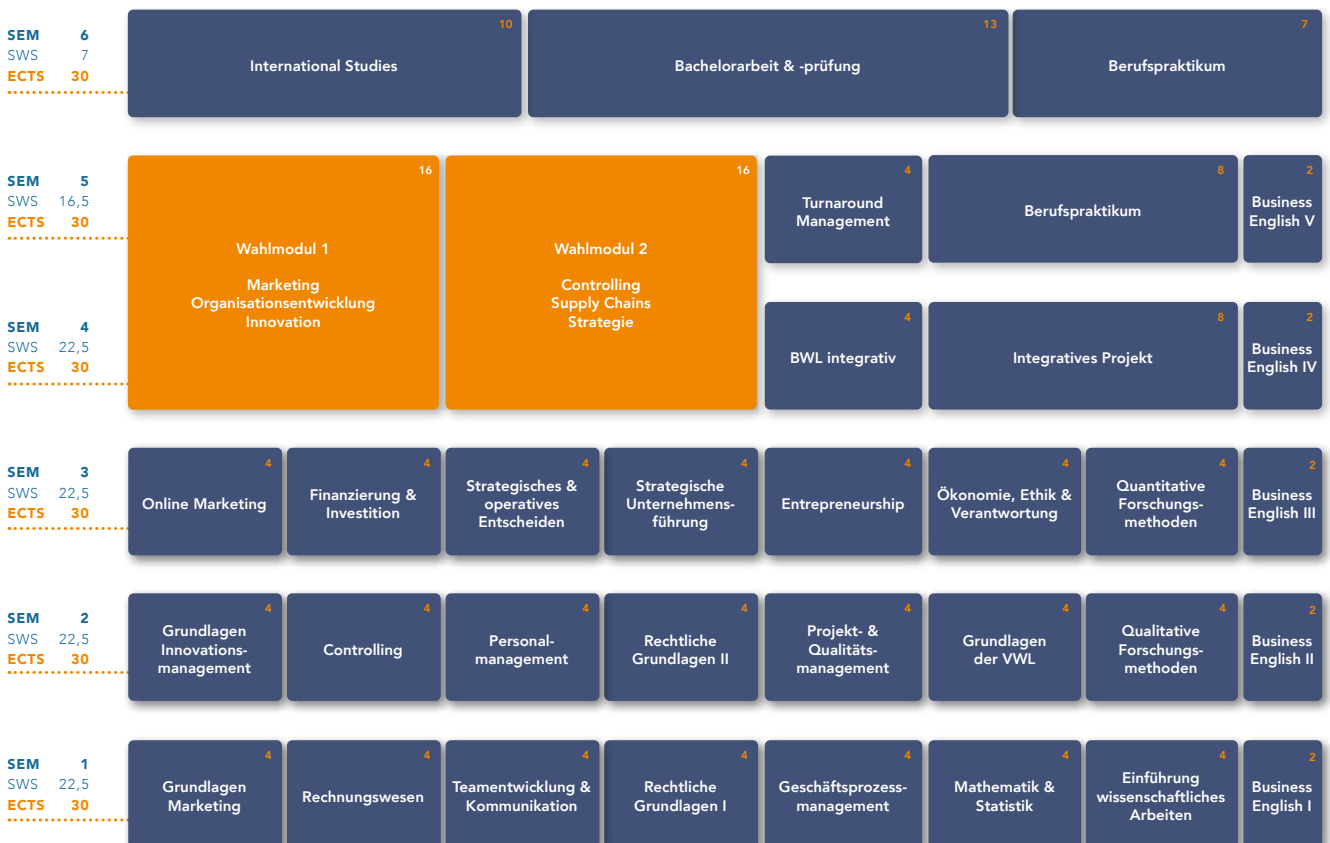 SEM 6
SWS 7
ECTS 30
10
International Studies
13
Bachelorarbeit & -prüfung
7
Berufspraktikum
SEM 5
SWS 16,5
ECTS 30
16
Wahlmodul 1
Marketing
Organisationsentwicklung
Innovation
16
Wahlmodul 2
Controlling
Supply Chains
Strategie
4
Turnaround
Management
8
Berufspraktikum
2
Business
English V
SEM 4
SWS 22,5
ECTS 30
4
BWL integrativ
8
Integratives Projekt
2
Business
English IV
SEM 3
SWS 22,5
ECTS 30
4
Online Marketing
4
Finanzierung &
Investition
4
Strategisches &
operatives
Entscheiden
4
Strategische
Unternehmens-
führung
4
Entrepreneurship
4
Ökonomie, Ethik &
Verantwortung
4
Quantitative
Forschungs-
methoden
2
Business
English III
SEM 2
SWS 22,5
ECTS 30
4
Grundlagen
Innovations-
management
4
Controlling
4
Personal-
management
4
Rechtliche
Grundlagen II
4
Projekt- &
Qualitäts-
management
4
Grundlagen
der VWL
4
Qualitative
Forschungs-
methoden
2
Business
English II
SEM 1
SWS 22,5
ECTS 30
4
Grundlagen
Marketing
4
Rechnungswesen
4
Teamentwicklung &
Kommunikation
4
Rechtliche
Grundlagen I
4
Geschäftsprozess-
management
4
Mathematik &
Statistik
4
Einführung
wissenschaftliches
Arbeiten
2
Business
English I